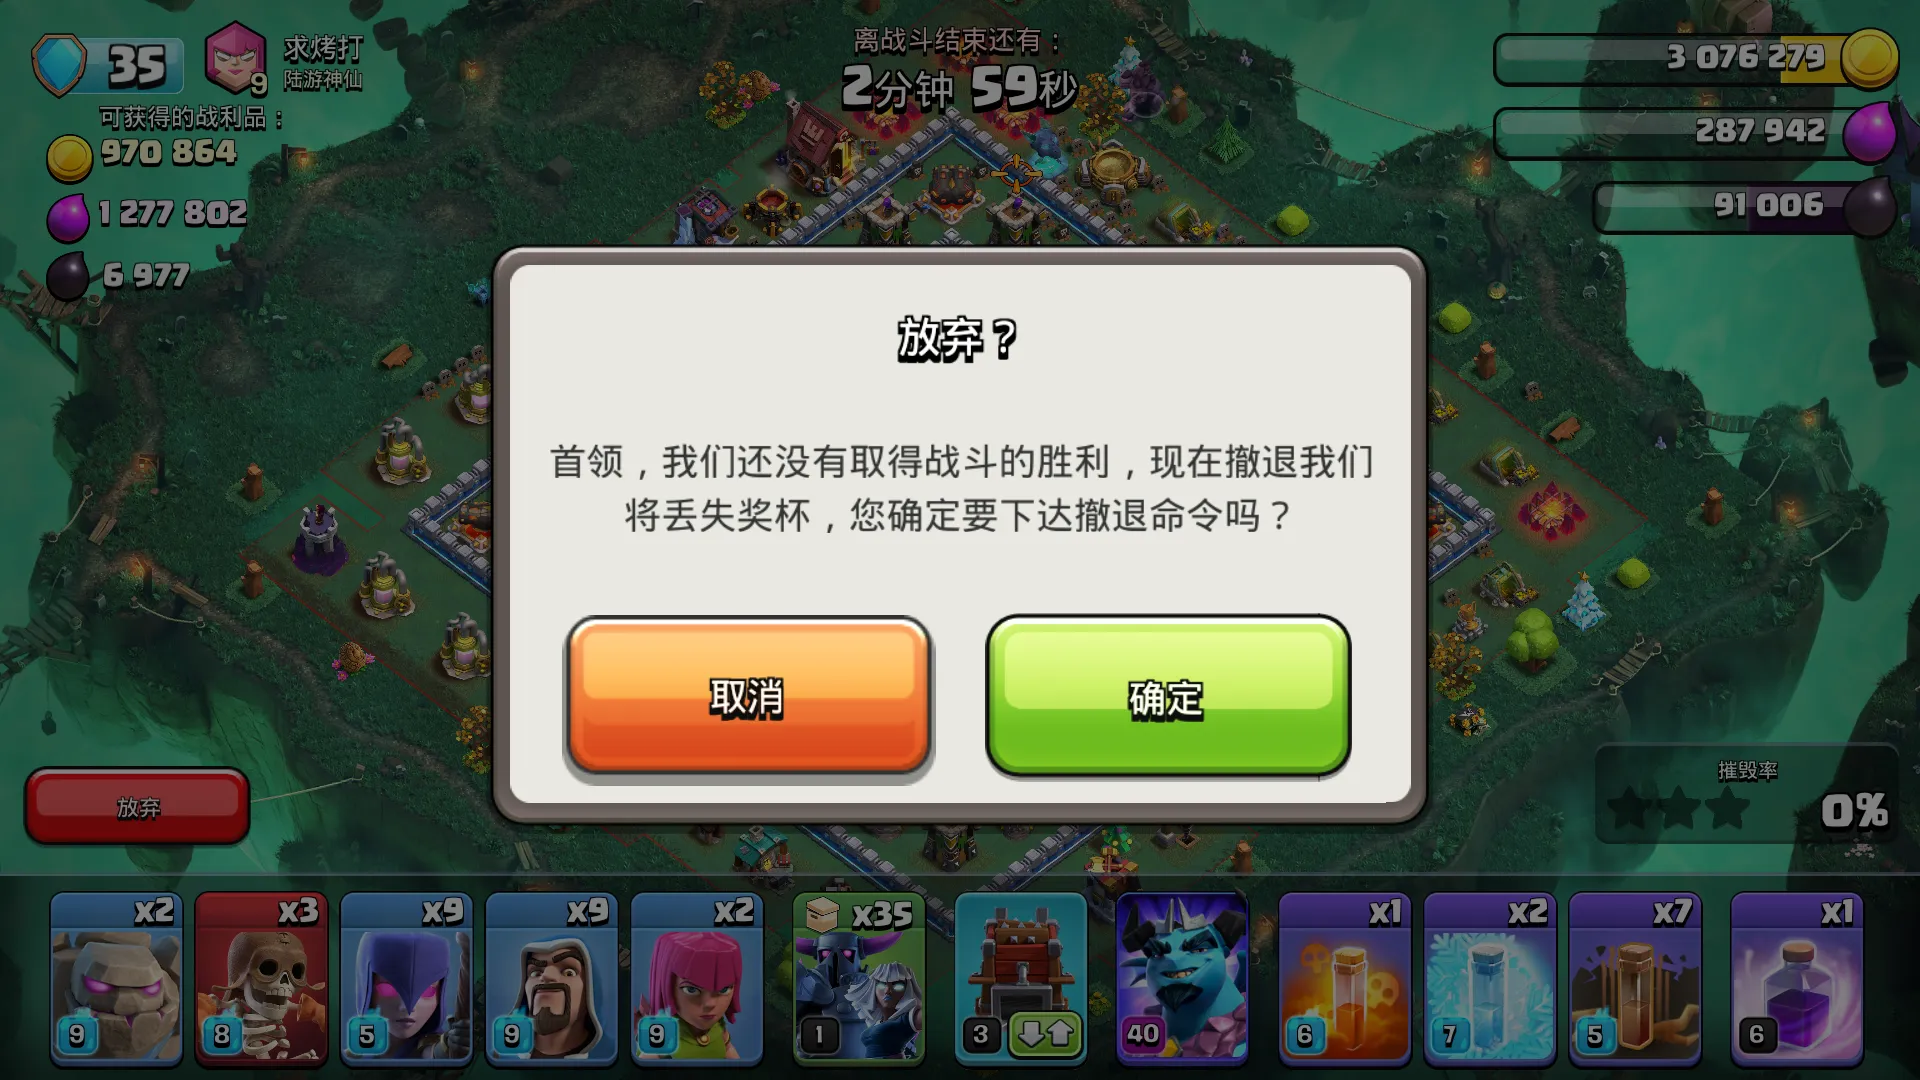 35
求烤打
9
陆游神仙
可获得的战利品：
970 864
1 277 802
6 977
离战斗结束还有：
2分钟 59秒
3 076 279
287 942
91 006
放弃？
首领，我们还没有取得战斗的胜利，现在撤退我们
将丢失奖杯，您确定要下达撤退命令吗？
取消
确定
放弃
摧毁率
0%
x2
x3
x9
x9
x2
x35
x1
x2
x7
x1
9
8
5
9
9
1
3
40
6
7
5
6